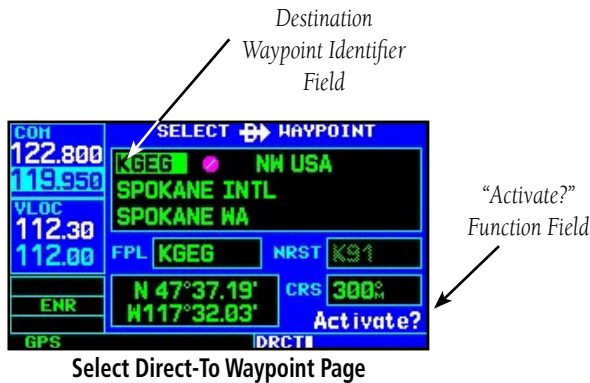 Destination
Waypoint Identifier
Field
COM
122.800
119.950
VLOC
112.30
112.00
ENR
GPS
SELECT D WAYPOINT
KGEG NW USA
SPOKANE INTL
SPOKANE WA
FPL KGEG NRST K91
N 47°37.19'
W117°32.03'
CRS 300°M
Activate?
DRCT
"Activate?"
Function Field
Select Direct-To Waypoint Page